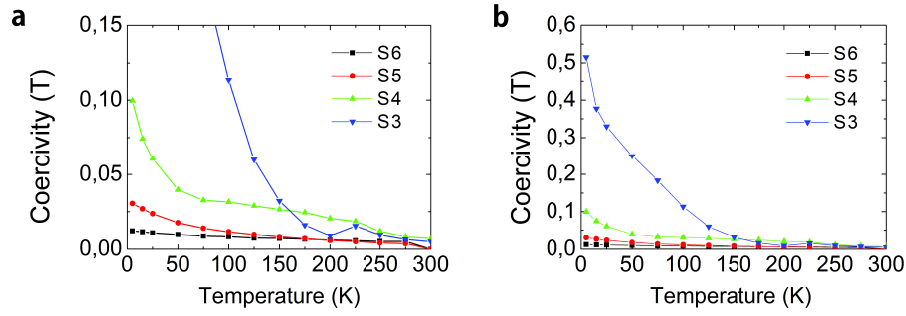 a
Coercivity (T)
0,15
0,10
0,05
0,00
0 50 100 150 200 250 300
Temperature (K)
S6
S5
S4
S3
b
Coercivity (T)
0,6
0,5
0,4
0,3
0,2
0,1
0,0
0 50 100 150 200 250 300
Temperature (K)
S6
S5
S4
S3